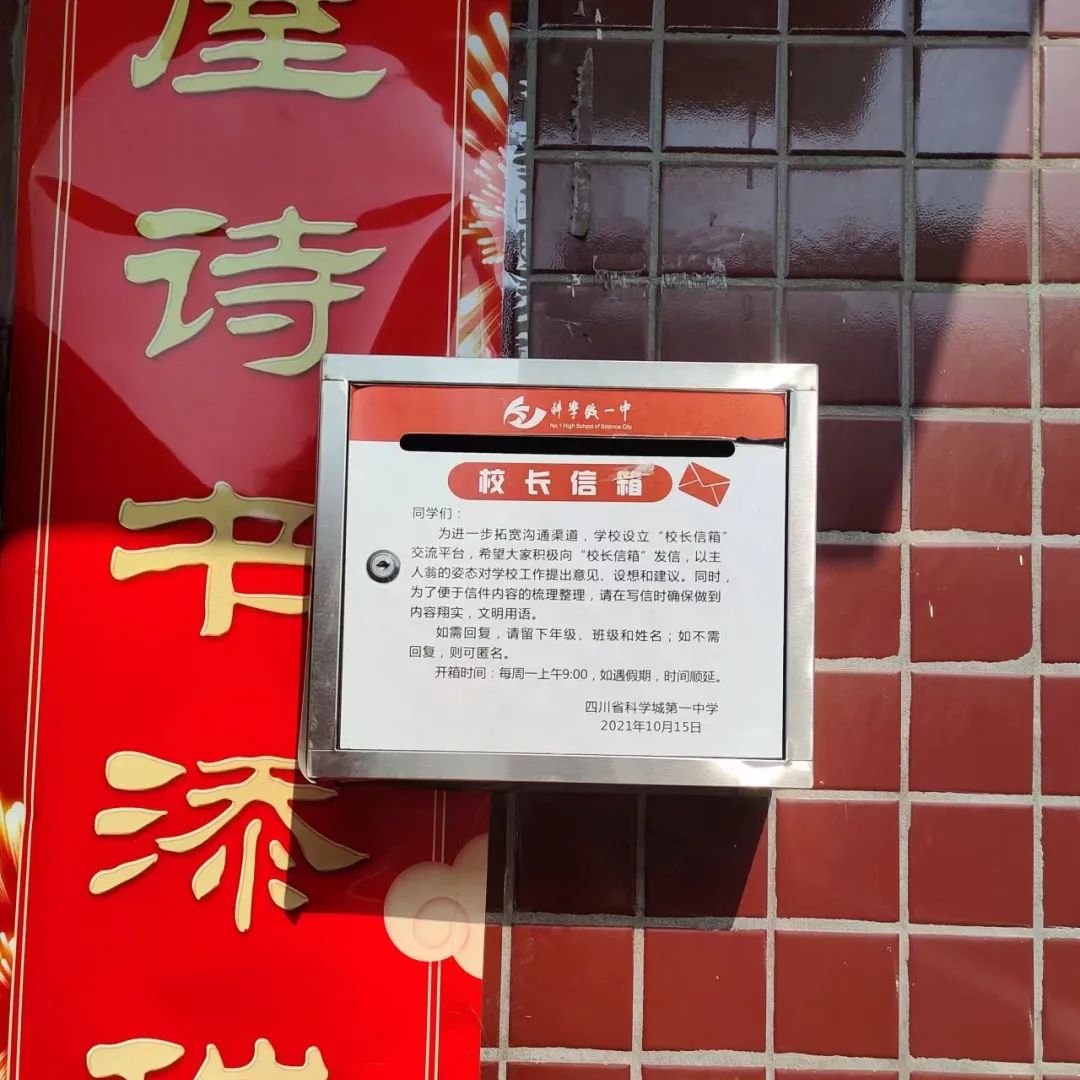 屋
诗
书
添
瑞
科学城一中
No.1 High School of Science City
校长信箱
同学们：
为进一步拓宽沟通渠道，学校设立“校长信箱”
交流平台，希望大家积极向“校长信箱”发信，以主
人翁的姿态对学校工作提出意见、设想和建议。同时，
为了便于信件内容的梳理整理，请在写信时确保做到
内容翔实，文明用语。
如需回复，请留下年级、班级和姓名；如不需
回复，则可匿名。
开箱时间：每周一上午9:00，如遇假期，时间顺延。
四川省科学城第一中学
2021年10月15日